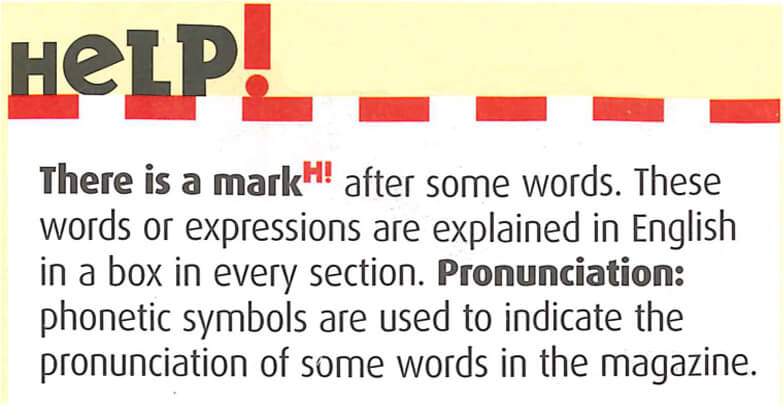 HeLP!
There is a mark H! after some words. These
words or expressions are explained in English
in a box in every section. Pronunciation:
phonetic symbols are used to indicate the
pronunciation of some words in the magazine.